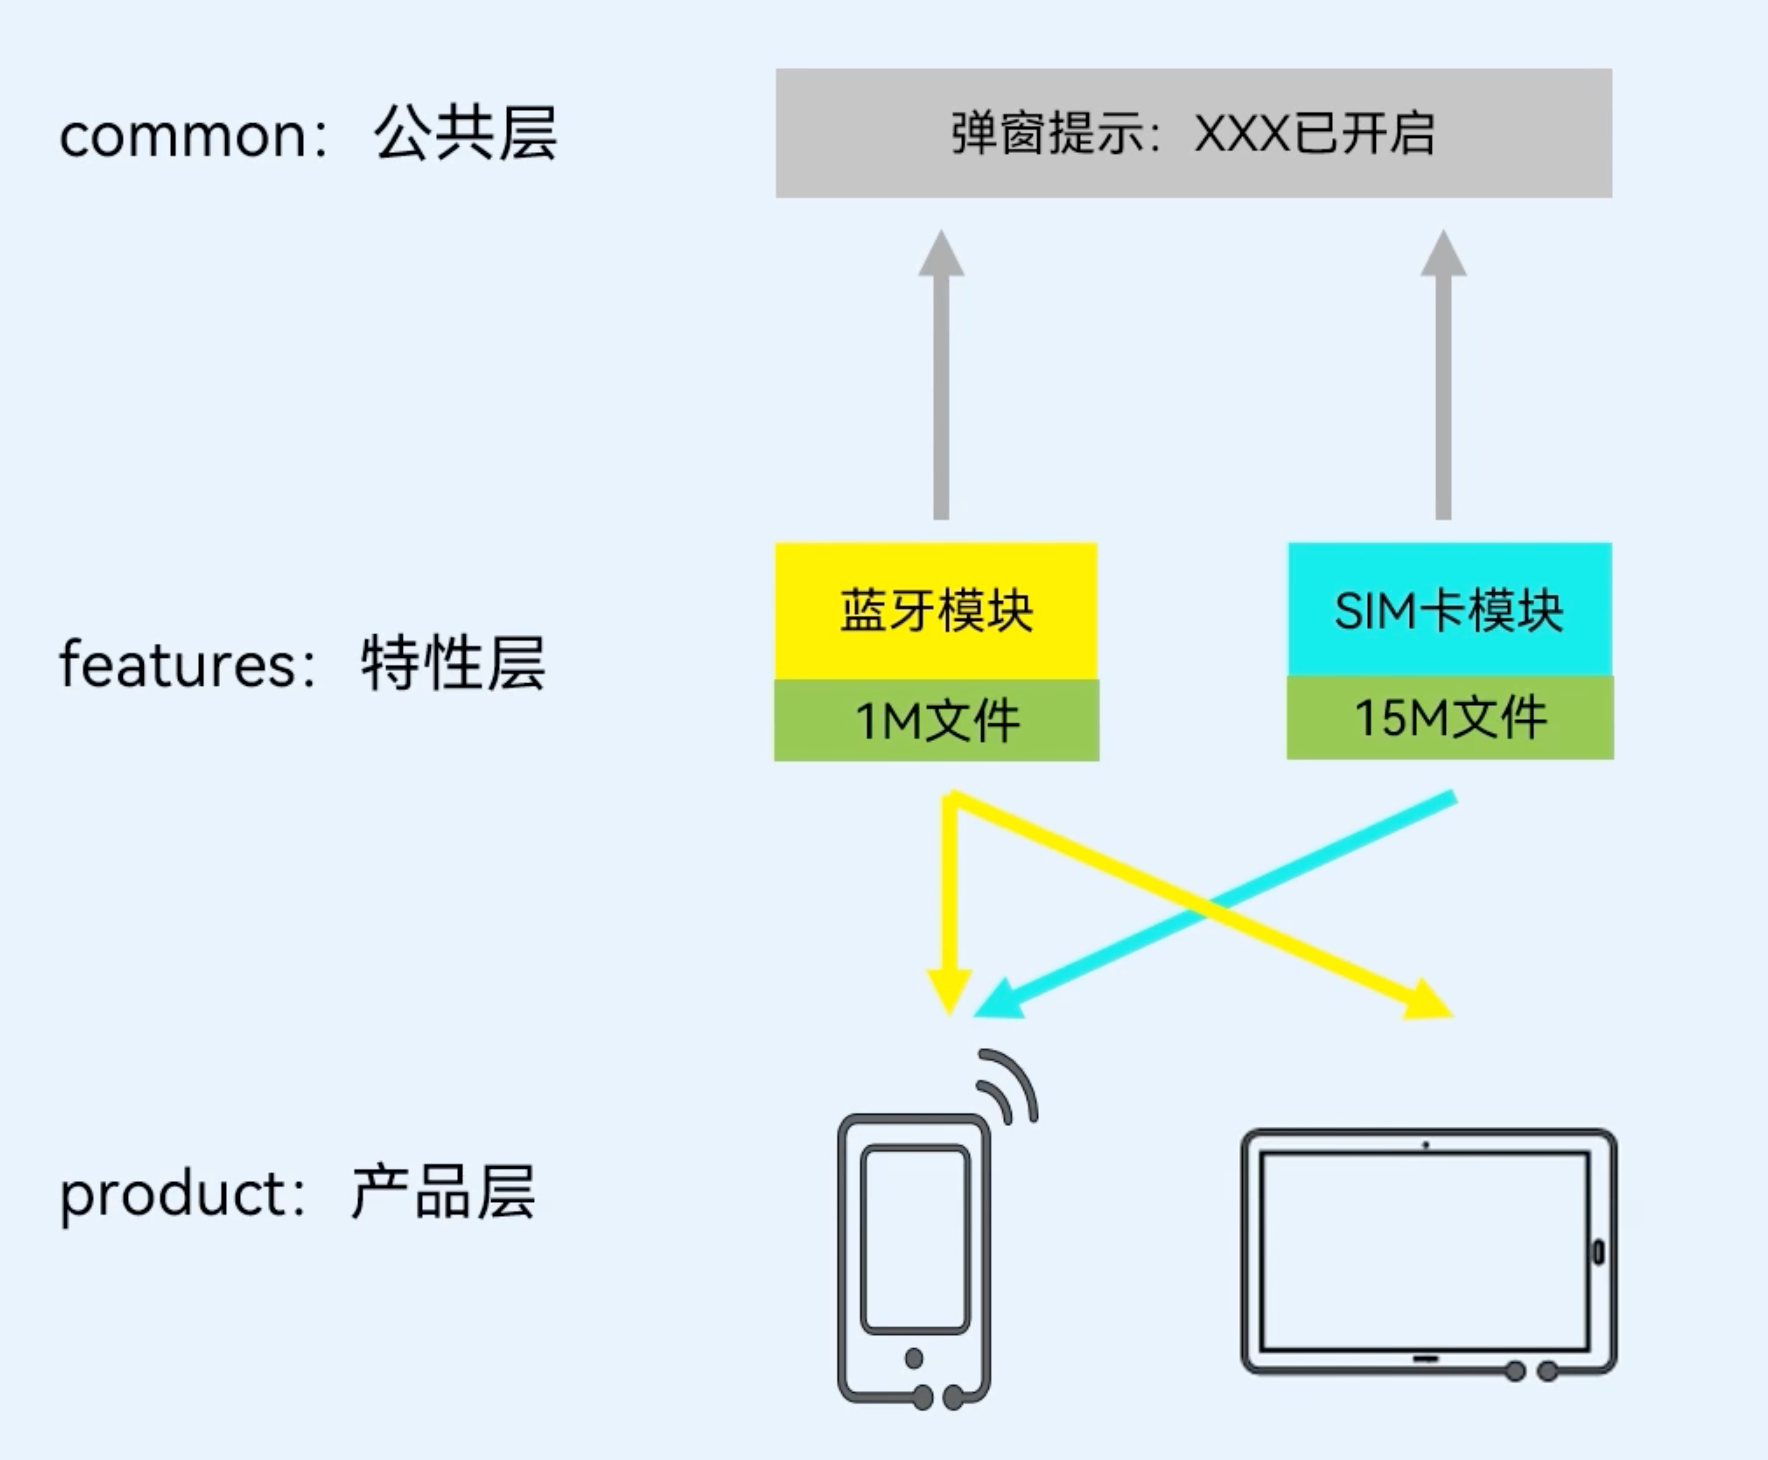 common：公共层
弹窗提示：XXX已开启
features：特性层
蓝牙模块
1M文件
SIM卡模块
15M文件
product：产品层